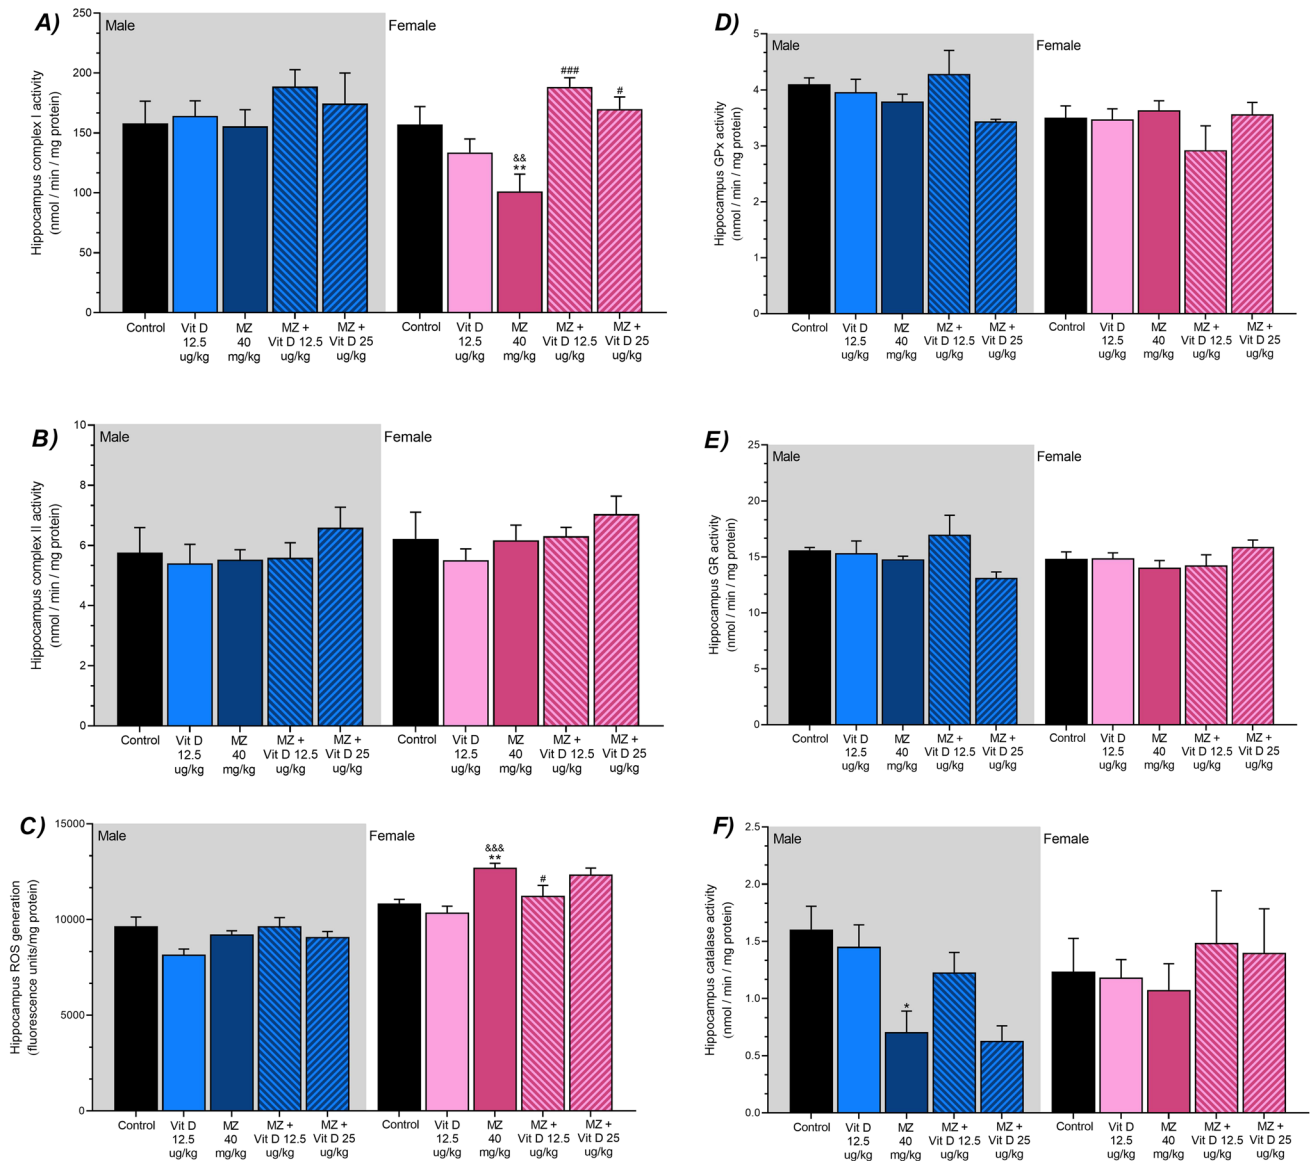 A)
Hippocampus complex I activity
(nmol / min / mg protein)
250
200
150
100
50
0
Male
Female
&&
**
###
#
Control
Vit D
12.5
ug/kg
MZ
40
mg/kg
MZ +
Vit D 12.5
ug/kg
MZ +
Vit D 25
ug/kg
Control
Vit D
12.5
ug/kg
MZ
40
mg/kg
MZ +
Vit D 12.5
ug/kg
MZ +
Vit D 25
ug/kg
B)
Hippocampus complex II activity
(nmol / min / mg protein)
10
8
6
4
2
0
Male
Female
Control
Vit D
12.5
ug/kg
MZ
40
mg/kg
MZ +
Vit D 12.5
ug/kg
MZ +
Vit D 25
ug/kg
Control
Vit D
12.5
ug/kg
MZ
40
mg/kg
MZ +
Vit D 12.5
ug/kg
MZ +
Vit D 25
ug/kg
C)
Hippocampus ROS generation
(fluorescence units/mg protein)
15000
10000
5000
0
Male
Female
&&&
**
#
Control
Vit D
12.5
ug/kg
MZ
40
mg/kg
MZ +
Vit D 12.5
ug/kg
MZ +
Vit D 25
ug/kg
Control
Vit D
12.5
ug/kg
MZ
40
mg/kg
MZ +
Vit D 12.5
ug/kg
MZ +
Vit D 25
ug/kg
D)
Hippocampus GPx activity
(nmol / min / mg protein)
5
4
3
2
1
0
Male
Female
Control
Vit D
12.5
ug/kg
MZ
40
mg/kg
MZ +
Vit D 12.5
ug/kg
MZ +
Vit D 25
ug/kg
Control
Vit D
12.5
ug/kg
MZ
40
mg/kg
MZ +
Vit D 12.5
ug/kg
MZ +
Vit D 25
ug/kg
E)
Hippocampus GR activity
(nmol / min / mg protein)
25
20
15
10
5
0
Male
Female
Control
Vit D
12.5
ug/kg
MZ
40
mg/kg
MZ +
Vit D 12.5
ug/kg
MZ +
Vit D 25
ug/kg
Control
Vit D
12.5
ug/kg
MZ
40
mg/kg
MZ +
Vit D 12.5
ug/kg
MZ +
Vit D 25
ug/kg
F)
Hippocampus catalase activity
(nmol / min / mg protein)
2.5
2.0
1.5
1.0
0.5
0.0
Male
Female
*
Control
Vit D
12.5
ug/kg
MZ
40
mg/kg
MZ +
Vit D 12.5
ug/kg
MZ +
Vit D 25
ug/kg
Control
Vit D
12.5
ug/kg
MZ
40
mg/kg
MZ +
Vit D 12.5
ug/kg
MZ +
Vit D 25
ug/kg